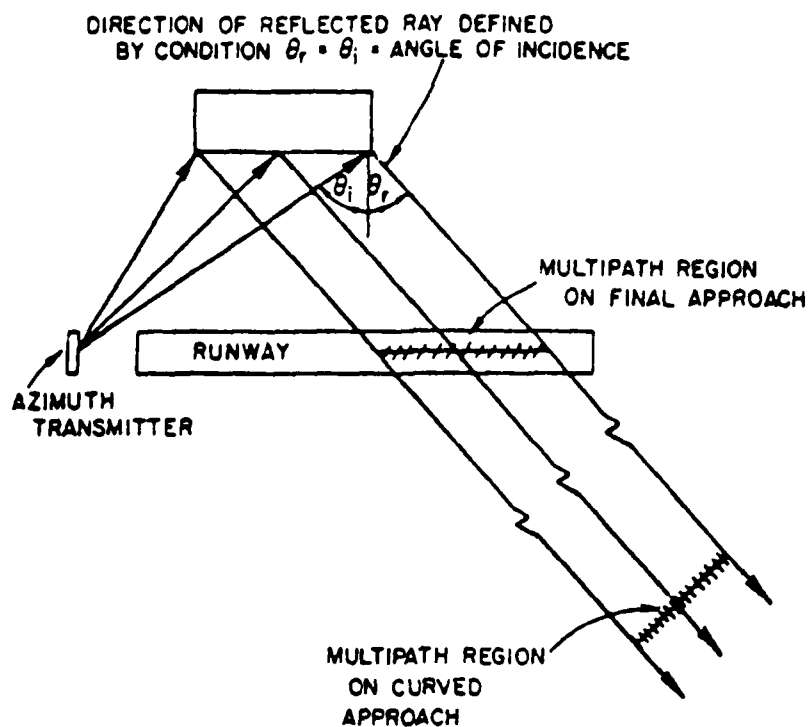 DIRECTION OF REFLECTED RAY DEFINED
BY CONDITION θr = θi = ANGLE OF INCIDENCE
θi θr
MULTIPATH REGION
ON FINAL APPROACH
RUNWAY
AZIMUTH
TRANSMITTER
MULTIPATH REGION
ON CURVED
APPROACH